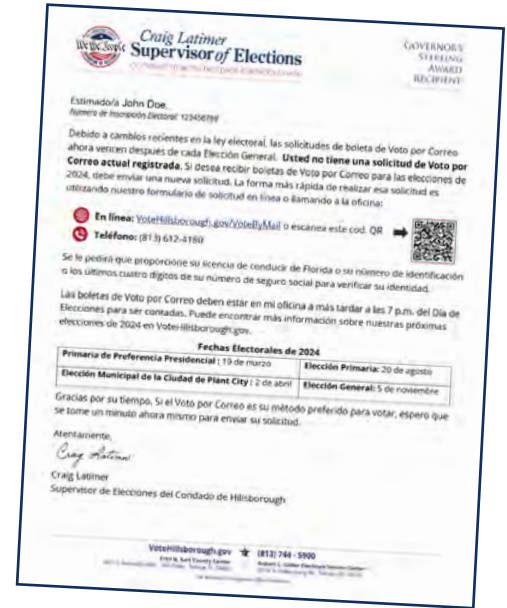 We the People
Craig Latimer
Supervisor of Elections
GOVERNOR'S
STERLING
AWARD
RECIPIENT
Estimado/a John Doe,
Número de Inscripción Electoral: 123456789
Debido a cambios recientes en la ley electoral, las solicitudes de boleta de Voto por Correo
ahora vencen después de cada Elección General. Usted no tiene una solicitud de Voto por
Correo actual registrada. Si desea recibir boletas de Voto por Correo para las elecciones de
2024, debe enviar una nueva solicitud. La forma más rápida de realizar esa solicitud es
utilizando nuestro formulario de solicitud en línea o llamando a la oficina:
En línea: VoteHillsborough.gov/VoteByMail o escanea este cod. QR
Teléfono: (813) 612-4180
Se le pedirá que proporcione su licencia de conducir de Florida o su número de identificación
o los últimos cuatro dígitos de su número de seguro social para verificar su identidad.
Las boletas de Voto por Correo deben estar en mi oficina a más tardar a las 7 p.m. del Día de
Elecciones para ser contadas. Puede encontrar más información sobre nuestras próximas
elecciones de 2024 en VoteHillsborough.gov.
Fechas Electorales de 2024
Primaria de Preferencia Presidencial : 19 de marzo
Elección Primaria: 20 de agosto
Elección Municipal de la Ciudad de Plant City : 2 de abril
Elección General: 5 de noviembre
Gracias por su tiempo. Si el Voto por Correo es su método preferido para votar, espero que
se tome un minuto ahora mismo para enviar su solicitud.
Atentamente,
Craig Latimer
Craig Latimer
Supervisor de Elecciones del Condado de Hillsborough
VoteHillsborough.gov ★ (813) 744 - 5900